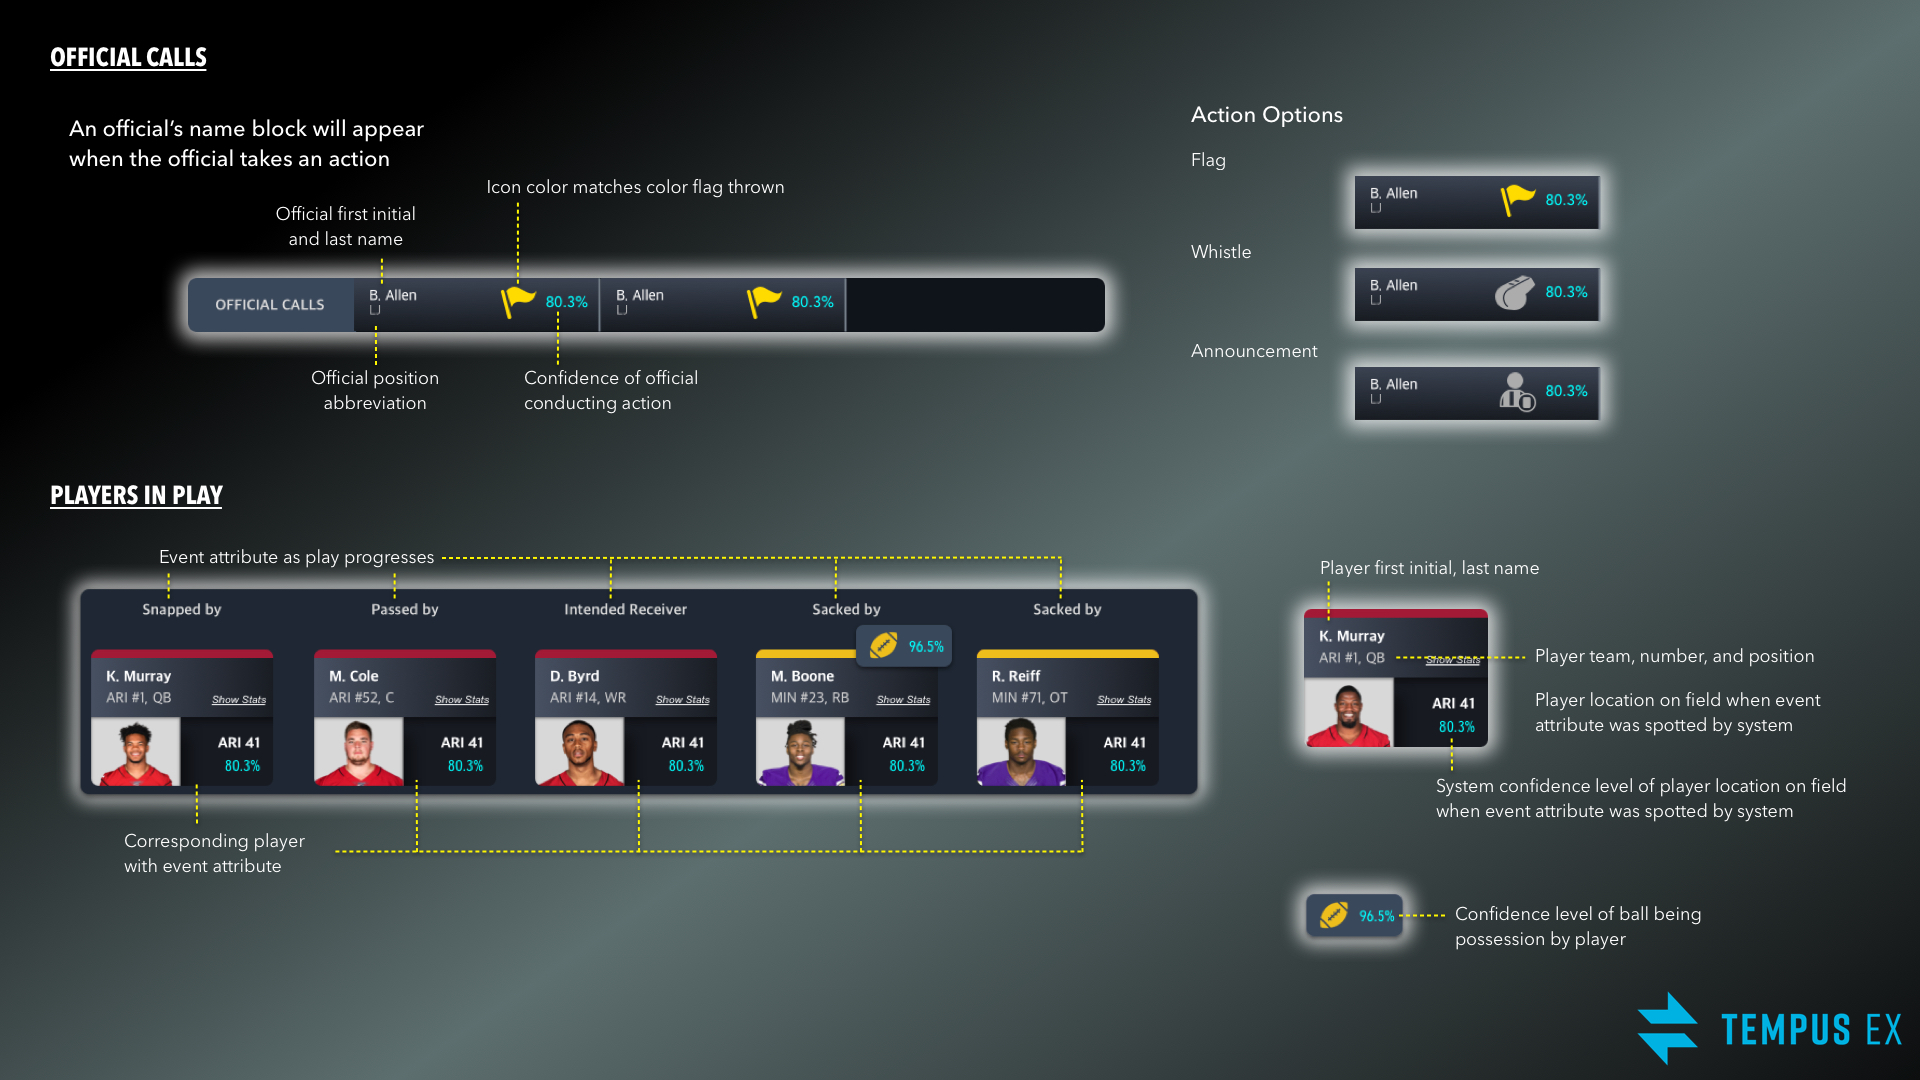 OFFICIAL CALLS
An official's name block will appear
when the official takes an action
Icon color matches color flag thrown
Official first initial
and last name
OFFICIAL CALLS
B. Allen
LJ
80.3%
B. Allen
LJ
80.3%
Official position
abbreviation
Confidence of official
conducting action
Action Options
Flag
B. Allen
LJ
80.3%
Whistle
B. Allen
LJ
80.3%
Announcement
B. Allen
LJ
80.3%
PLAYERS IN PLAY
Event attribute as play progresses
Snapped by
K. Murray
ARI #1, QB
Show Stats
ARI 41
80.3%
Passed by
M. Cole
ARI #52, C
Show Stats
ARI 41
80.3%
Intended Receiver
D. Byrd
ARI #14, WR
Show Stats
ARI 41
80.3%
Sacked by
96.5%
M. Boone
MIN #23, RB
Show Stats
ARI 41
80.3%
Sacked by
R. Reiff
MIN #71, OT
Show Stats
ARI 41
80.3%
Corresponding player
with event attribute
Player first initial, last name
K. Murray
ARI #1, QB
Show Stats
ARI 41
80.3%
Player team, number, and position
Player location on field when event
attribute was spotted by system
System confidence level of player location on field
when event attribute was spotted by system
96.5%
Confidence level of ball being
possession by player
TEMPUS EX